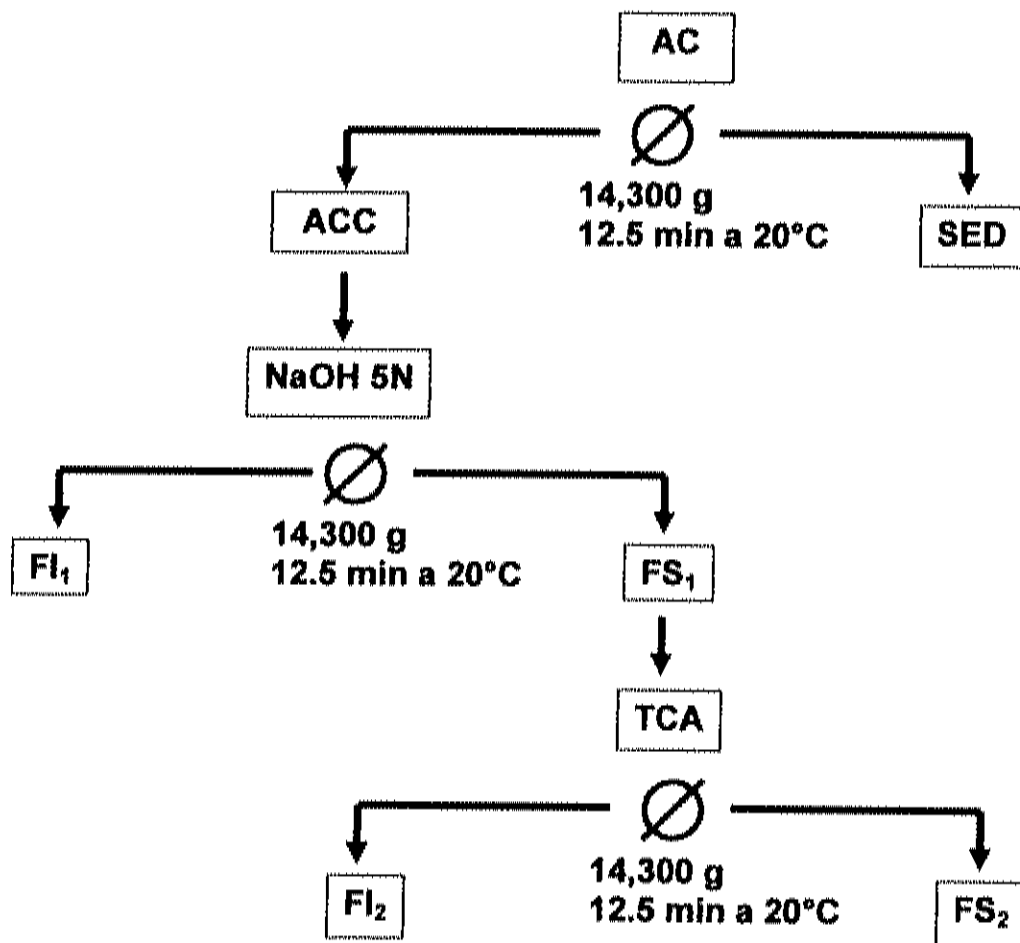 AC
14,300 g
12.5 min a 20°C
ACC
SED
NaOH 5N
14,300 g
12.5 min a 20°C
FI₁
FS₁
TCA
14,300 g
12.5 min a 20°C
FI₂
FS₂